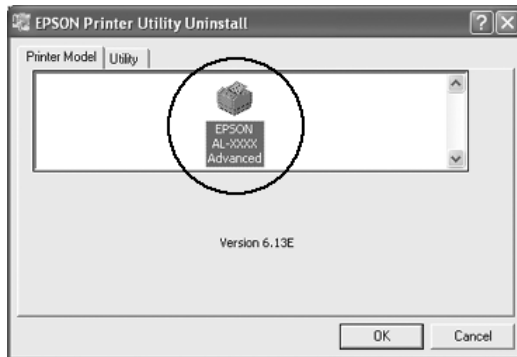 EPSON Printer Utility Uninstall
Printer Model Utility
EPSON
AL-XXXX
Advanced
Version 6.13E
OK Cancel